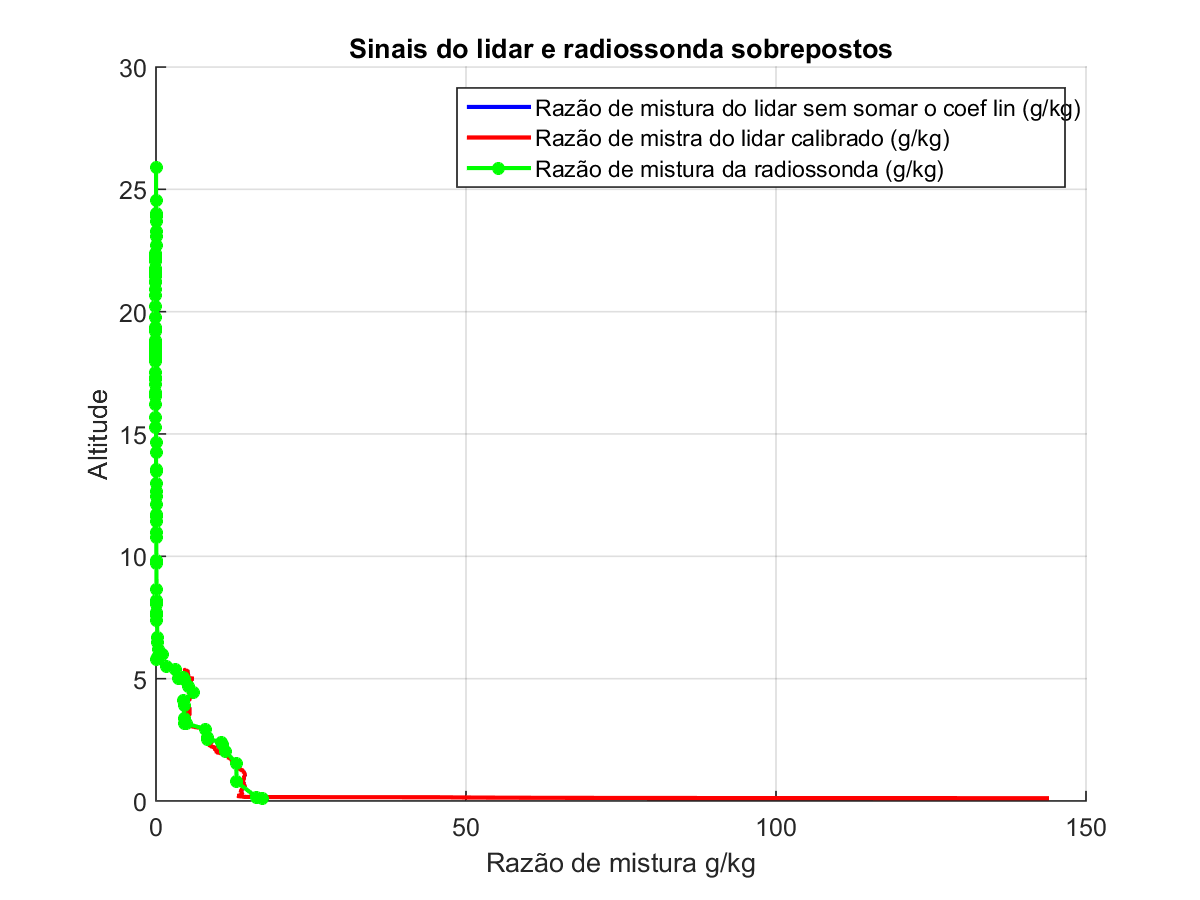 Sinais do lidar e radiossonda sobrepostos
30
Razão de mistura do lidar sem somar o coef lin (g/kg)
Razão de mistra do lidar calibrado (g/kg)
Razão de mistura da radiossonda (g/kg)
25
20
15
10
5
0
Altitude
0 50 100 150
Razão de mistura g/kg